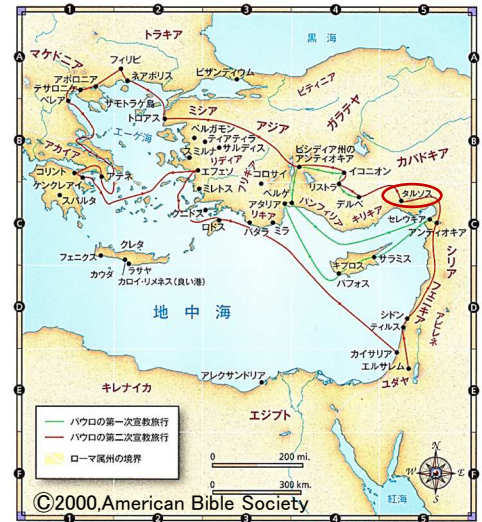 1
2
3
4
5
A
B
C
D
E
F
黒海
トラキア
マケドニア
フィリピ
ネアポリス
アポロニア
テサロニケ
ベレア
ビザンティウム
サモトラケ島
トロアス
ミシア
アジア
ビティニア
ガラテヤ
カパドキア
エーゲ海
ペルガモン
ティアティラ
スミルナ
サルディス
リディア
フリギア
コロサイ
ピシディア州の
アンティオキア
イコニオン
リストラ
デルベ
タルソス
キリキア
セレウキア
アンティオキア
アカイア
コリント
ケンクレアイ
アテネ
スパルタ
エフェソ
ミレトス
クニドス
ロドス
ペルゲ
アタリア
リキア
パタラ
ミラ
パンフィリア
シリア
クレタ
フェニクス
カウダ
ラサヤ
カロイ・リメネス(良い港)
キプロス
サラミス
パフォス
地中海
シドン
ティルス
フェニキア
アビレネ
カイサリア
エルサレム
ユダヤ
キレナイカ
アレクサンドリア
エジプト
紅海
パウロの第一次宣教旅行
パウロの第二次宣教旅行
ローマ属州の境界
0 200 mi.
0 300 km.
N
W
E
S
©2000,American Bible Society
1
2
3
4
5